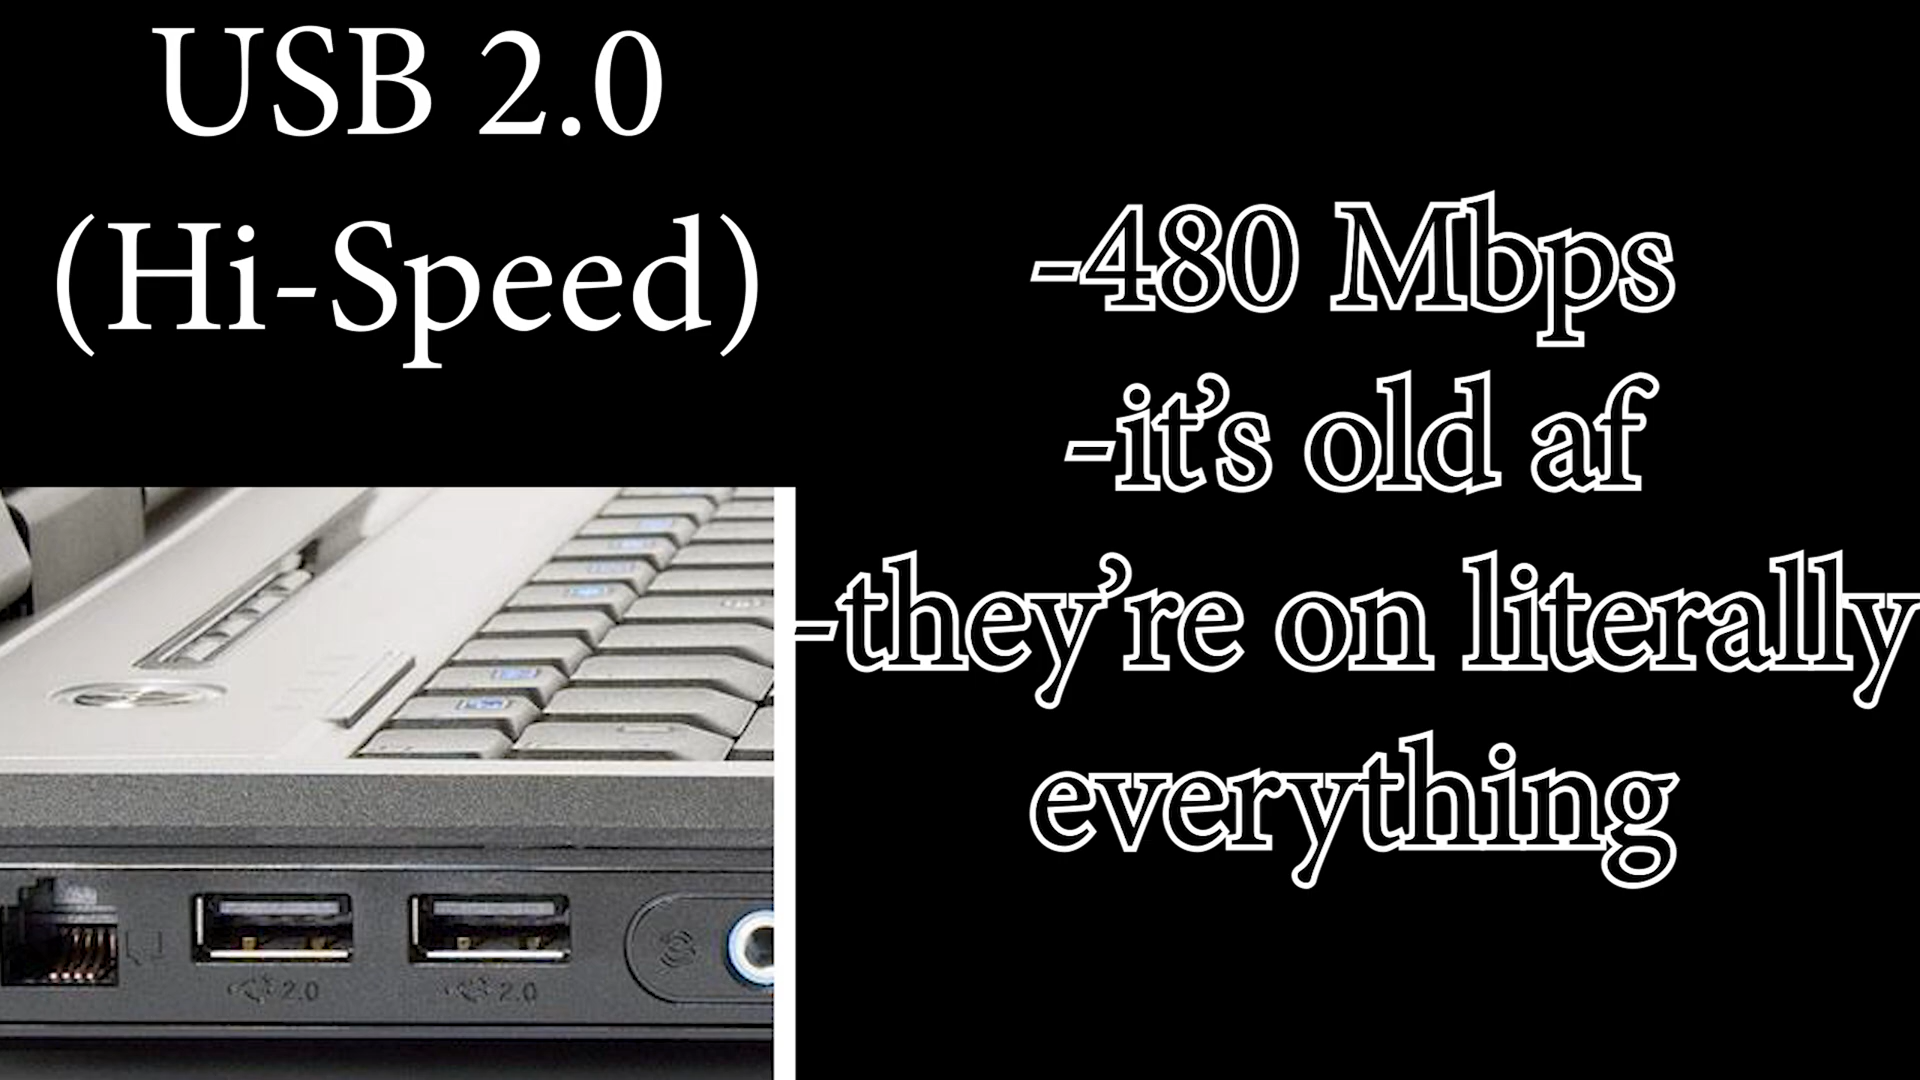 USB 2.0
(Hi-Speed)
-480 Mbps
-it’s old af
-they’re on literally
everything
2.0
2.0